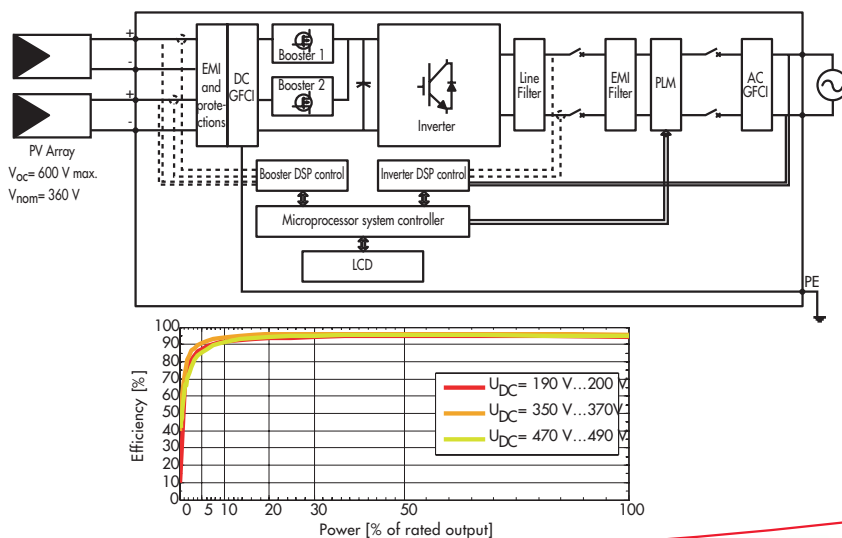 +
-
+
-
PV Array
Voc= 600 V max.
Vnom= 360 V
EMI
and
prote-
ctions
DC
GFCI
Booster 1
Booster 2
Inverter
Line
Filter
EMI
Filter
PLM
AC
GFCI
Booster DSP control
Inverter DSP control
Microprocessor system controller
LCD
PE
Efficiency [%]
100
90
80
70
60
50
40
30
20
10
0
0 5 10 20 30 50 100
Power [% of rated output]
UDC= 190 V...200 V
UDC= 350 V...370V
UDC= 470 V...490 V